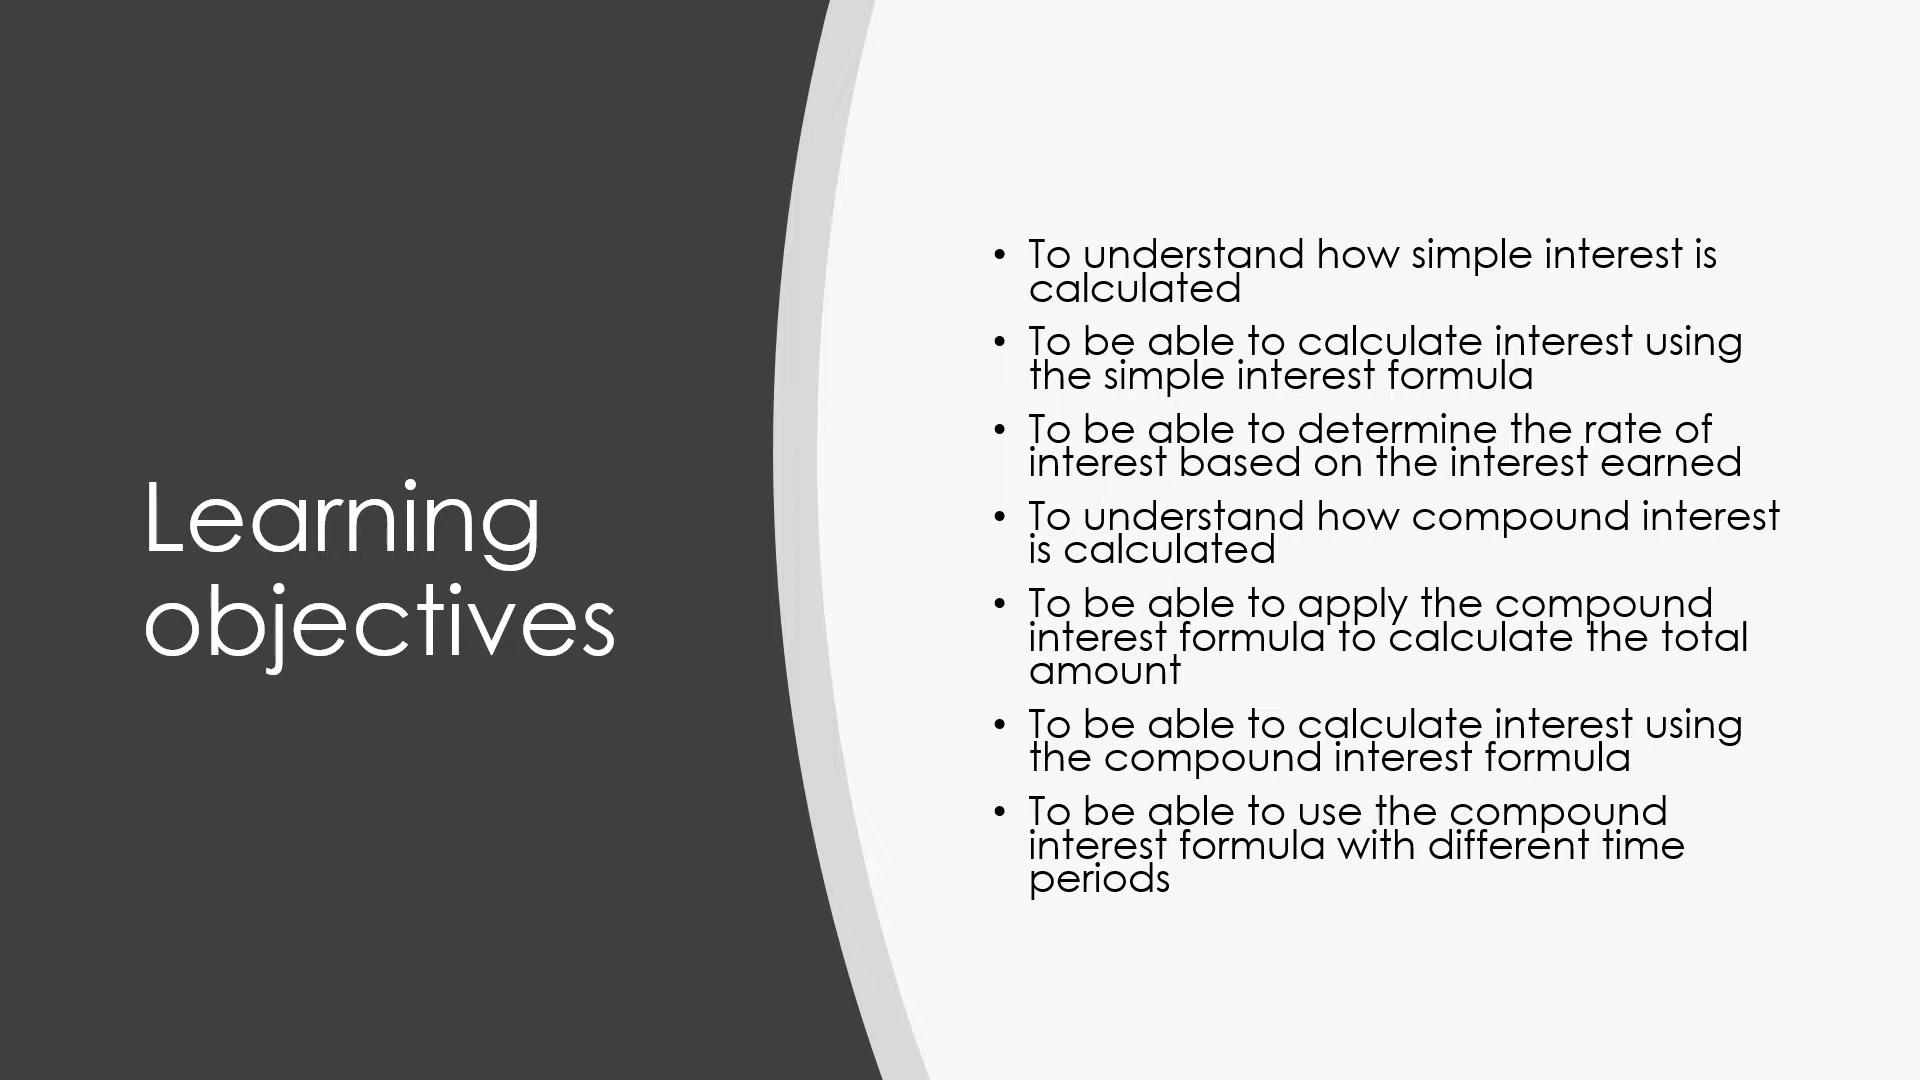 Learning
objectives
• To understand how simple interest is
calculated
• To be able to calculate interest using
the simple interest formula
• To be able to determine the rate of
interest based on the interest earned
• To understand how compound interest
is calculated
• To be able to apply the compound
interest formula to calculate the total
amount
• To be able to calculate interest using
the compound interest formula
• To be able to use the compound
interest formula with different time
periods